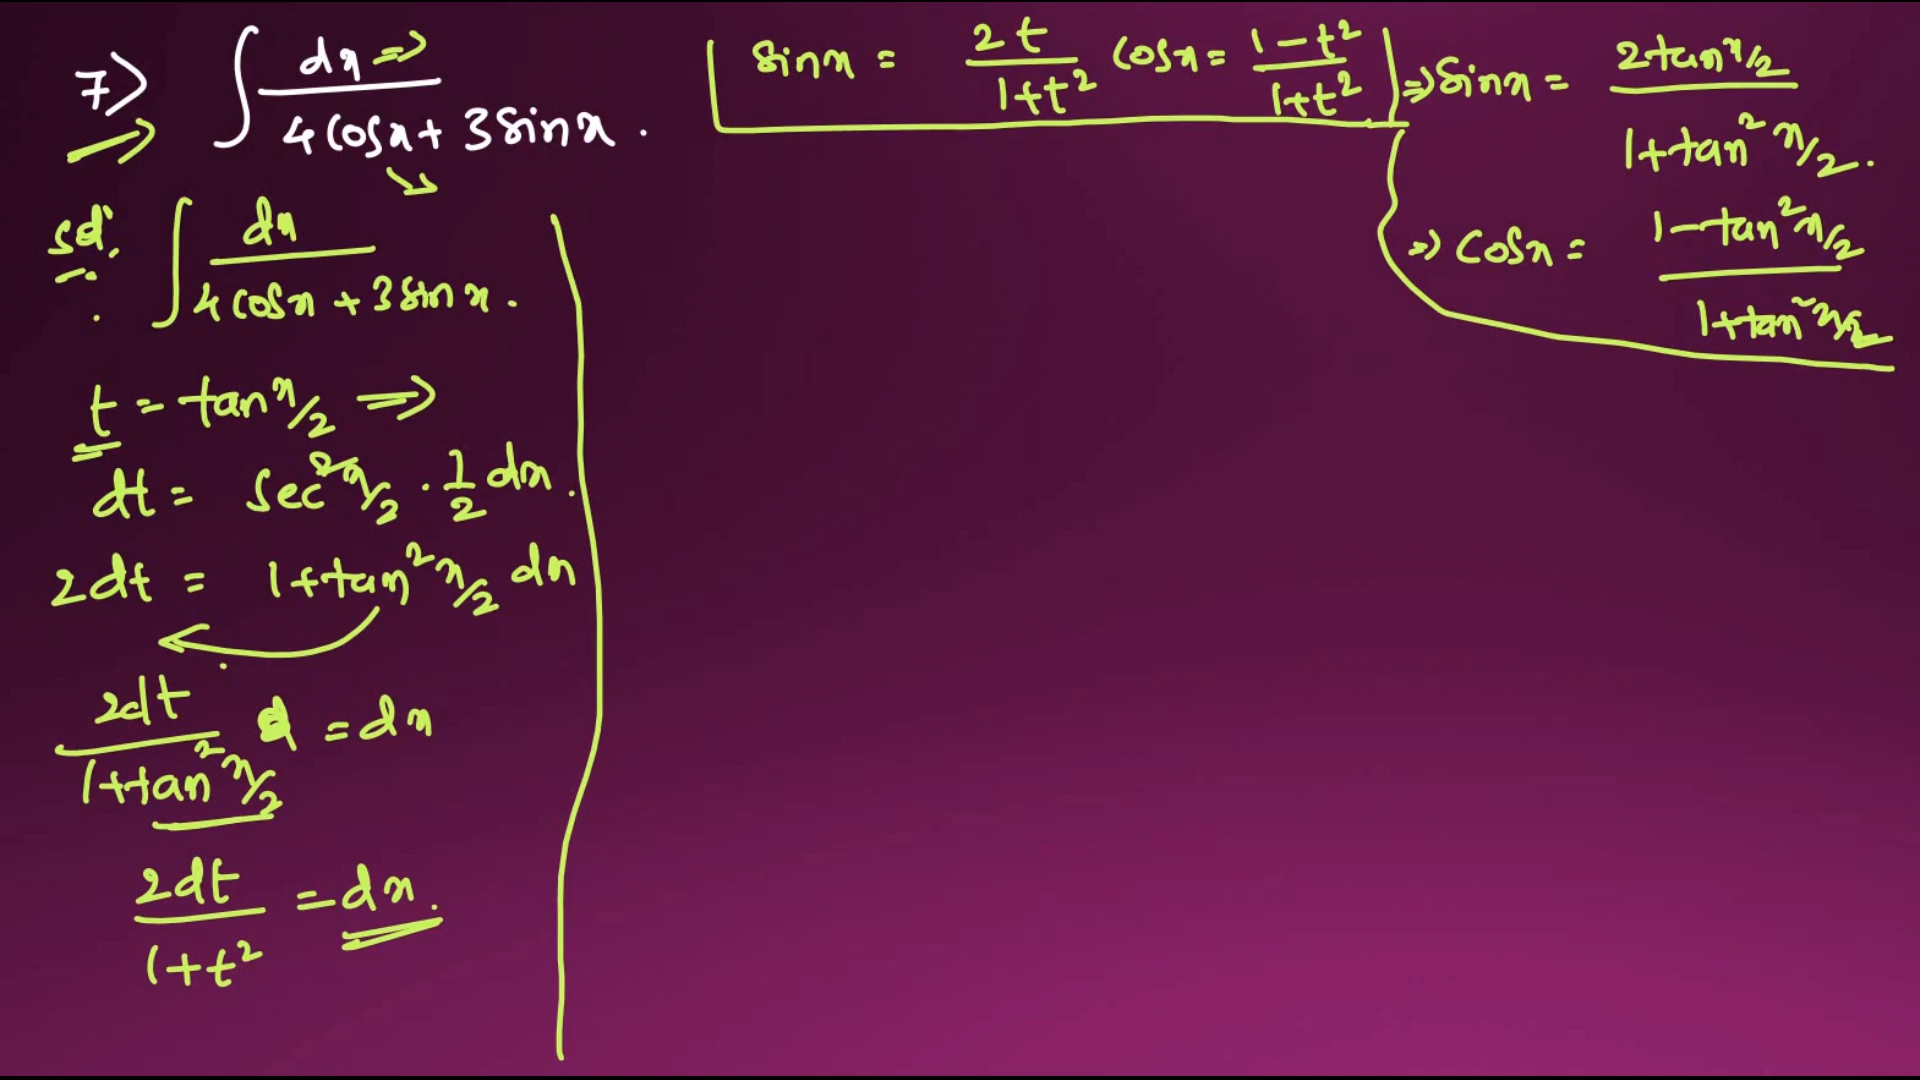 7) ∫ dx ⇒ / 4cosx + 3sinx .
sinx = 2t / 1+t² cosx = 1-t² / 1+t²
⇒ sinx = 2tan x/2 / 1+tan² x/2 .
⇒ cosx = 1-tan² x/2 / 1+tan² x/2
sol. ∫ dx / 4cosx + 3sinx .
t = tan x/2 ⇒
dt = sec² x/2 . 1/2 dx .
2dt = 1+tan² x/2 dx
2dt / 1+tan² x/2 = dx
2dt / 1+t² = dx .